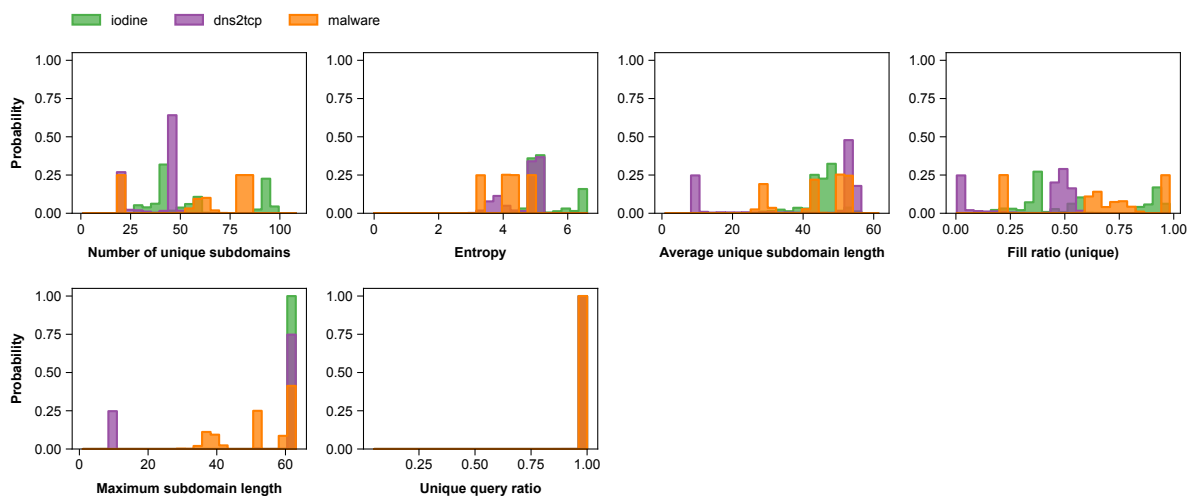 iodine dns2tcp malware
Probability
1.00
0.75
0.50
0.25
0.00
0 25 50 75 100
Number of unique subdomains
1.00
0.75
0.50
0.25
0.00
0 2 4 6
Entropy
1.00
0.75
0.50
0.25
0.00
0 20 40 60
Average unique subdomain length
1.00
0.75
0.50
0.25
0.00
0.00 0.25 0.50 0.75 1.00
Fill ratio (unique)
Probability
1.00
0.75
0.50
0.25
0.00
0 20 40 60
Maximum subdomain length
1.00
0.75
0.50
0.25
0.00
0.25 0.50 0.75 1.00
Unique query ratio